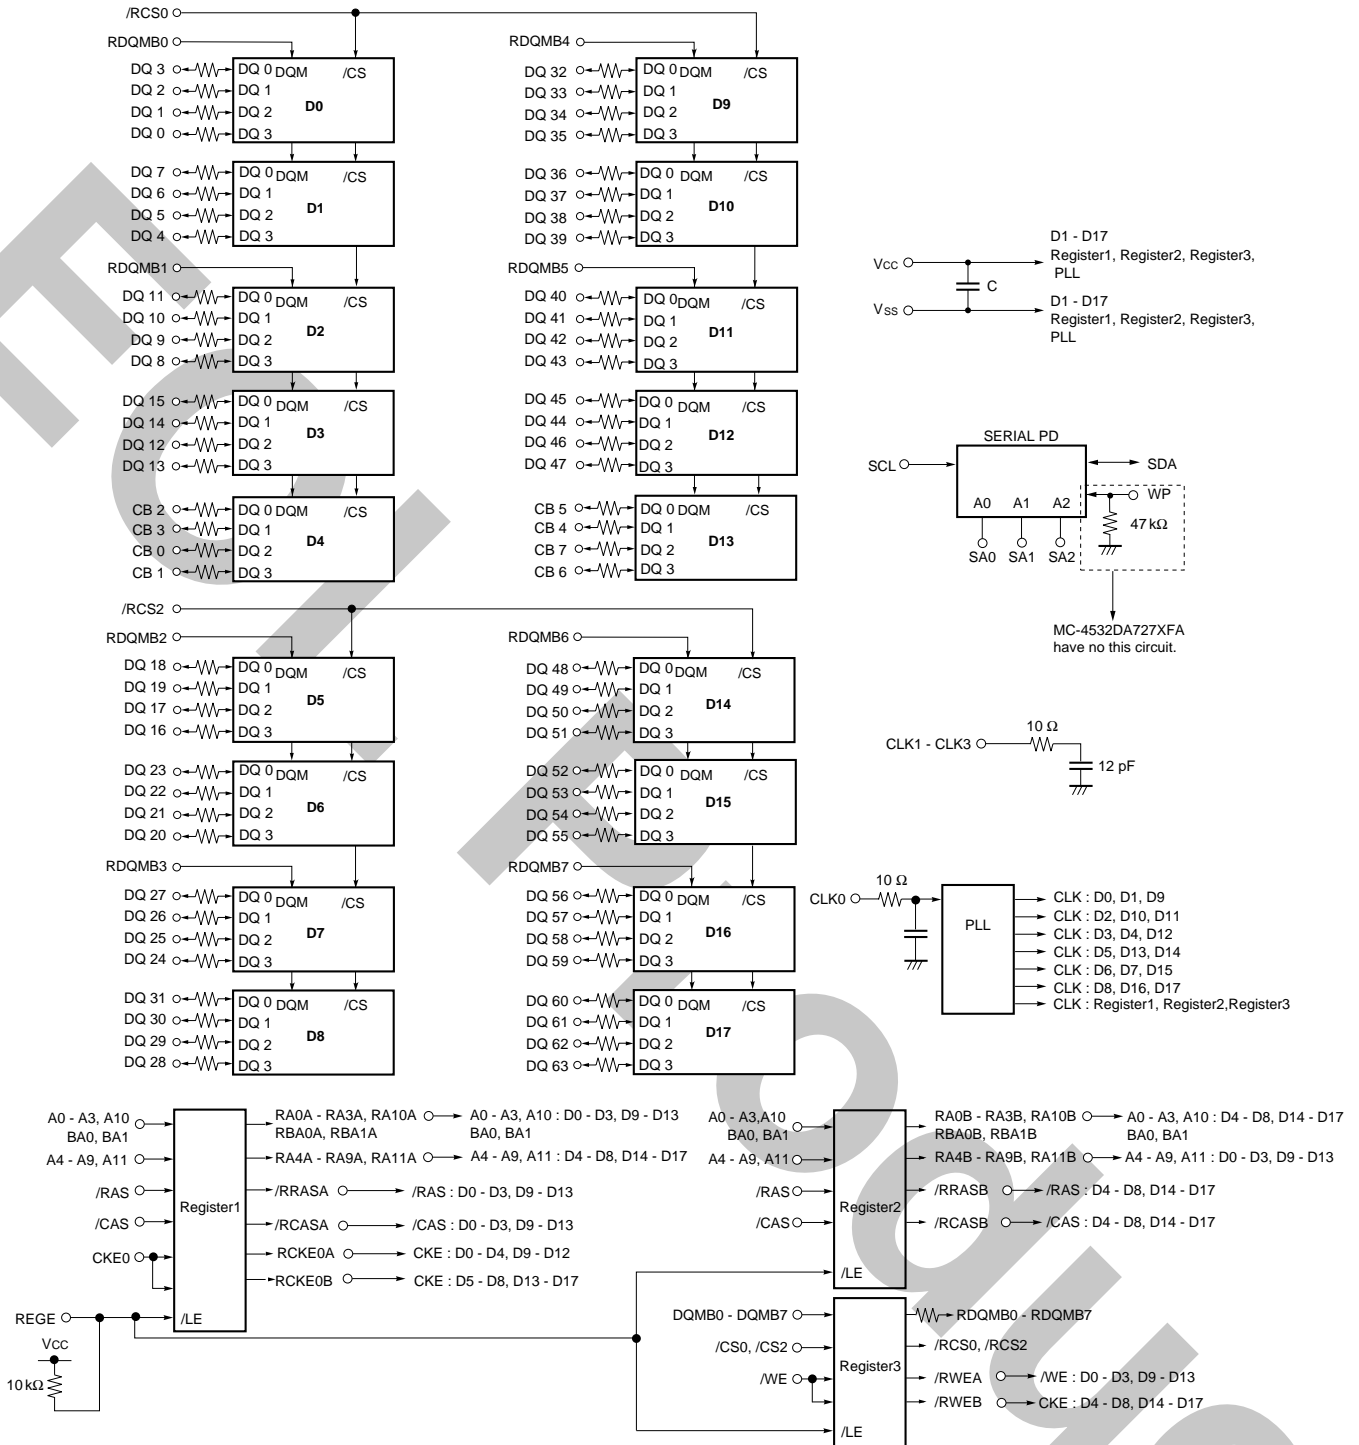 /RCS0
RDQMB0
DQ 3 DQ 0 DQM /CS
DQ 2 DQ 1
D0
DQ 1 DQ 2
DQ 0 DQ 3
DQ 7 DQ 0 DQM /CS
DQ 6 DQ 1
D1
DQ 5 DQ 2
DQ 4 DQ 3
RDQMB1
DQ 11 DQ 0 DQM /CS
DQ 10 DQ 1
D2
DQ 9 DQ 2
DQ 8 DQ 3
DQ 15 DQ 0 DQM /CS
DQ 14 DQ 1
D3
DQ 12 DQ 2
DQ 13 DQ 3
CB 2 DQ 0 DQM /CS
CB 3 DQ 1
D4
CB 0 DQ 2
CB 1 DQ 3
RDQMB4
DQ 32 DQ 0 DQM /CS
DQ 33 DQ 1
D9
DQ 34 DQ 2
DQ 35 DQ 3
DQ 36 DQ 0 DQM /CS
DQ 37 DQ 1
D10
DQ 38 DQ 2
DQ 39 DQ 3
RDQMB5
DQ 40 DQ 0 DQM /CS
DQ 41 DQ 1
D11
DQ 42 DQ 2
DQ 43 DQ 3
DQ 45 DQ 0 DQM /CS
DQ 44 DQ 1
D12
DQ 46 DQ 2
DQ 47 DQ 3
CB 5 DQ 0 DQM /CS
CB 4 DQ 1
D13
CB 7 DQ 2
CB 6 DQ 3
/RCS2
RDQMB2
DQ 18 DQ 0 DQM /CS
DQ 19 DQ 1
D5
DQ 17 DQ 2
DQ 16 DQ 3
DQ 23 DQ 0 DQM /CS
DQ 22 DQ 1
D6
DQ 21 DQ 2
DQ 20 DQ 3
RDQMB3
DQ 27 DQ 0 DQM /CS
DQ 26 DQ 1
D7
DQ 25 DQ 2
DQ 24 DQ 3
DQ 31 DQ 0 DQM /CS
DQ 30 DQ 1
D8
DQ 29 DQ 2
DQ 28 DQ 3
RDQMB6
DQ 48 DQ 0 DQM /CS
DQ 49 DQ 1
D14
DQ 50 DQ 2
DQ 51 DQ 3
DQ 52 DQ 0 DQM /CS
DQ 53 DQ 1
D15
DQ 54 DQ 2
DQ 55 DQ 3
RDQMB7
DQ 56 DQ 0 DQM /CS
DQ 57 DQ 1
D16
DQ 58 DQ 2
DQ 59 DQ 3
DQ 60 DQ 0 DQM /CS
DQ 61 DQ 1
D17
DQ 62 DQ 2
DQ 63 DQ 3
D1 - D17
VCC Register1, Register2, Register3,
PLL
C
D1 - D17
VSS Register1, Register2, Register3,
PLL
SERIAL PD
SCL SDA
WP
A0 A1 A2
47 kΩ
SA0 SA1 SA2
MC-4532DA727XFA
have no this circuit.
10 Ω
CLK1 - CLK3
12 pF
10 Ω
CLK0
PLL
CLK : D0, D1, D9
CLK : D2, D10, D11
CLK : D3, D4, D12
CLK : D5, D13, D14
CLK : D6, D7, D15
CLK : D8, D16, D17
CLK : Register1, Register2,Register3
A0 - A3, A10 RA0A - RA3A, RA10A A0 - A3, A10 : D0 - D3, D9 - D13
BA0, BA1 RBA0A, RBA1A BA0, BA1
A4 - A9, A11 RA4A - RA9A, RA11A A4 - A9, A11 : D4 - D8, D14 - D17
/RAS /RRASA /RAS : D0 - D3, D9 - D13
Register1
/CAS /RCASA /CAS : D0 - D3, D9 - D13
CKE0 RCKE0A CKE : D0 - D4, D9 - D12
RCKE0B CKE : D5 - D8, D13 - D17
REGE /LE
VCC
10 kΩ
A0 - A3,A10 RA0B - RA3B, RA10B A0 - A3, A10 : D4 - D8, D14 - D17
BA0, BA1 RBA0B, RBA1B BA0, BA1
A4 - A9, A11 RA4B - RA9B, RA11B A4 - A9, A11 : D0 - D3, D9 - D13
/RAS /RRASB /RAS : D4 - D8, D14 - D17
Register2
/CAS /RCASB /CAS : D4 - D8, D14 - D17
/LE
DQMB0 - DQMB7 RDQMB0 - RDQMB7
/CS0, /CS2 /RCS0, /RCS2
Register3
/WE /RWEA /WE : D0 - D3, D9 - D13
/RWEB CKE : D4 - D8, D14 - D17
/LE